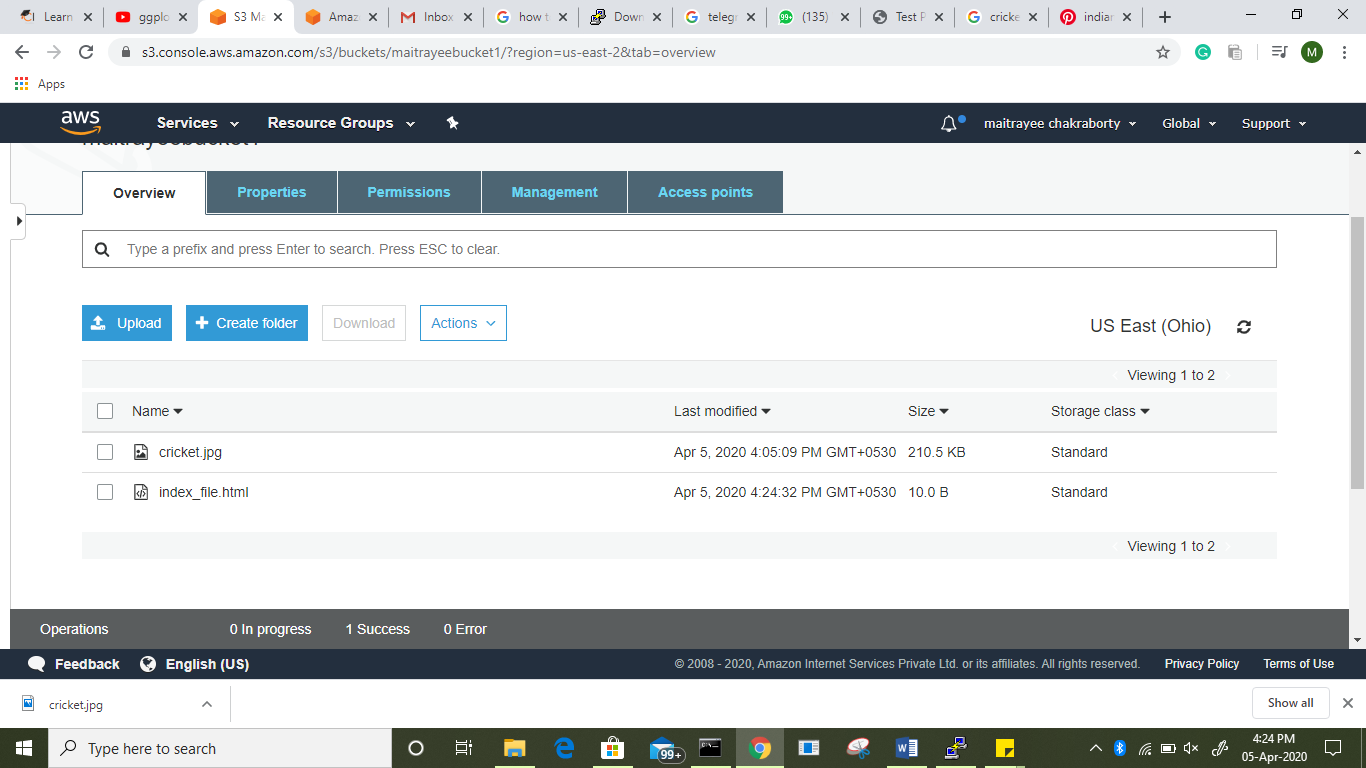 Learn
ggplo
S3 Ma
Amaz
Inbox
how t
Down
telegr
99+ (135)
Test P
cricke
indiar
s3.console.aws.amazon.com/s3/buckets/maitrayeebucket1/?region=us-east-2&tab=overview
M
Apps
aws Services Resource Groups maitrayee chakraborty Global Support
maitrayeebucket1
Overview Properties Permissions Management Access points
Type a prefix and press Enter to search. Press ESC to clear.
Upload Create folder Download Actions US East (Ohio)
Viewing 1 to 2
Name Last modified Size Storage class
cricket.jpg Apr 5, 2020 4:05:09 PM GMT+0530 210.5 KB Standard
index_file.html Apr 5, 2020 4:24:32 PM GMT+0530 10.0 B Standard
Viewing 1 to 2
Operations 0 In progress 1 Success 0 Error
Feedback English (US) © 2008 - 2020, Amazon Internet Services Private Ltd. or its affiliates. All rights reserved. Privacy Policy Terms of Use
cricket.jpg Show all
Type here to search 99+ 4:24 PM
05-Apr-2020